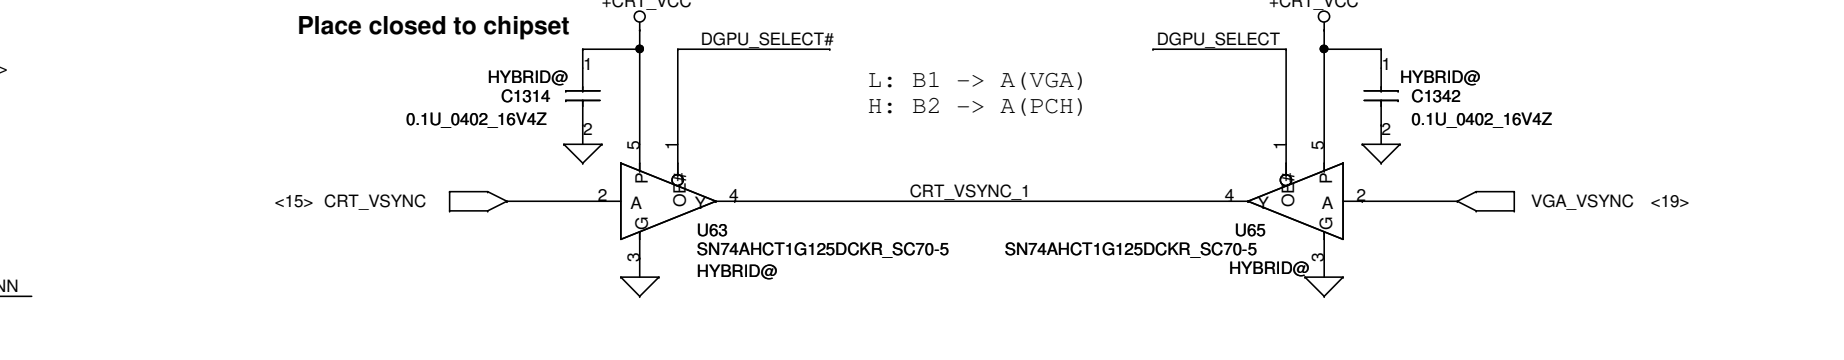 +CRT_VCC
+CRT_VCC
Place closed to chipset
DGPU_SELECT#
DGPU_SELECT
>
1
1
HYBRID@
C1314
0.1U_0402_16V4Z
L: B1 -> A(VGA)
H: B2 -> A(PCH)
HYBRID@
C1342
0.1U_0402_16V4Z
2
2
5
1
1
5
<15> CRT_VSYNC
2
P
OE#
A
Y
G
4
CRT_VSYNC_1
4
OE#
P
Y
A
G
2
VGA_VSYNC <19>
U63
SN74AHCT1G125DCKR_SC70-5
HYBRID@
U65
SN74AHCT1G125DCKR_SC70-5
HYBRID@
3
3
NN